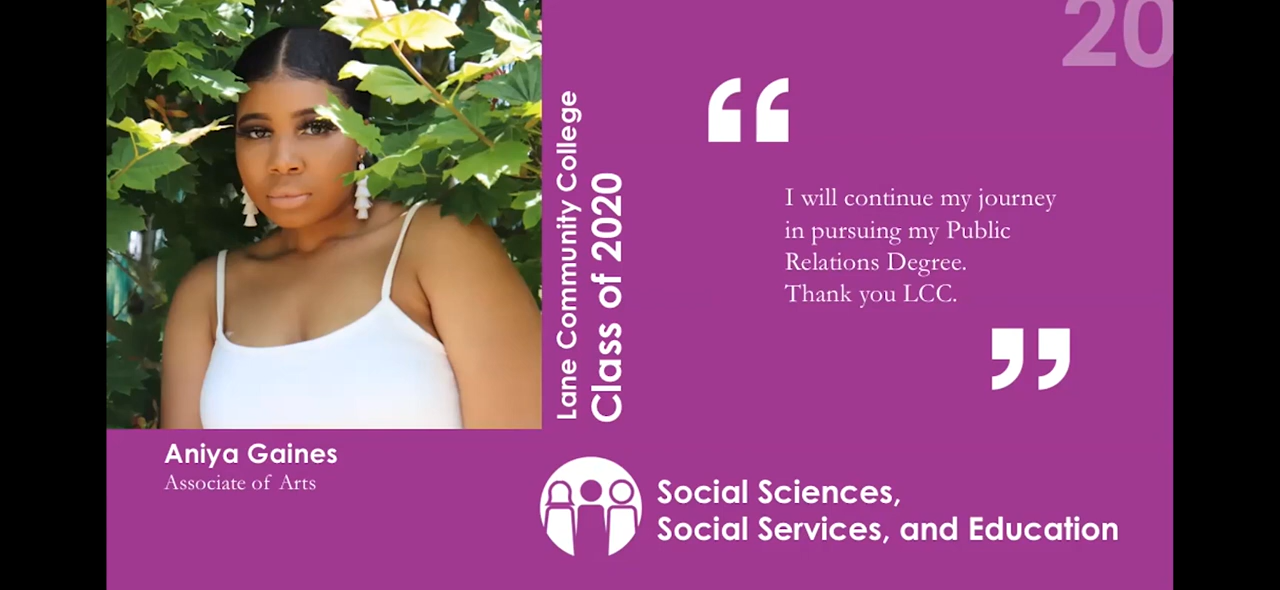 20
Lane Community College
Class of 2020
“
I will continue my journey
in pursuing my Public
Relations Degree.
Thank you LCC.
”
Aniya Gaines
Associate of Arts
Social Sciences,
Social Services, and Education